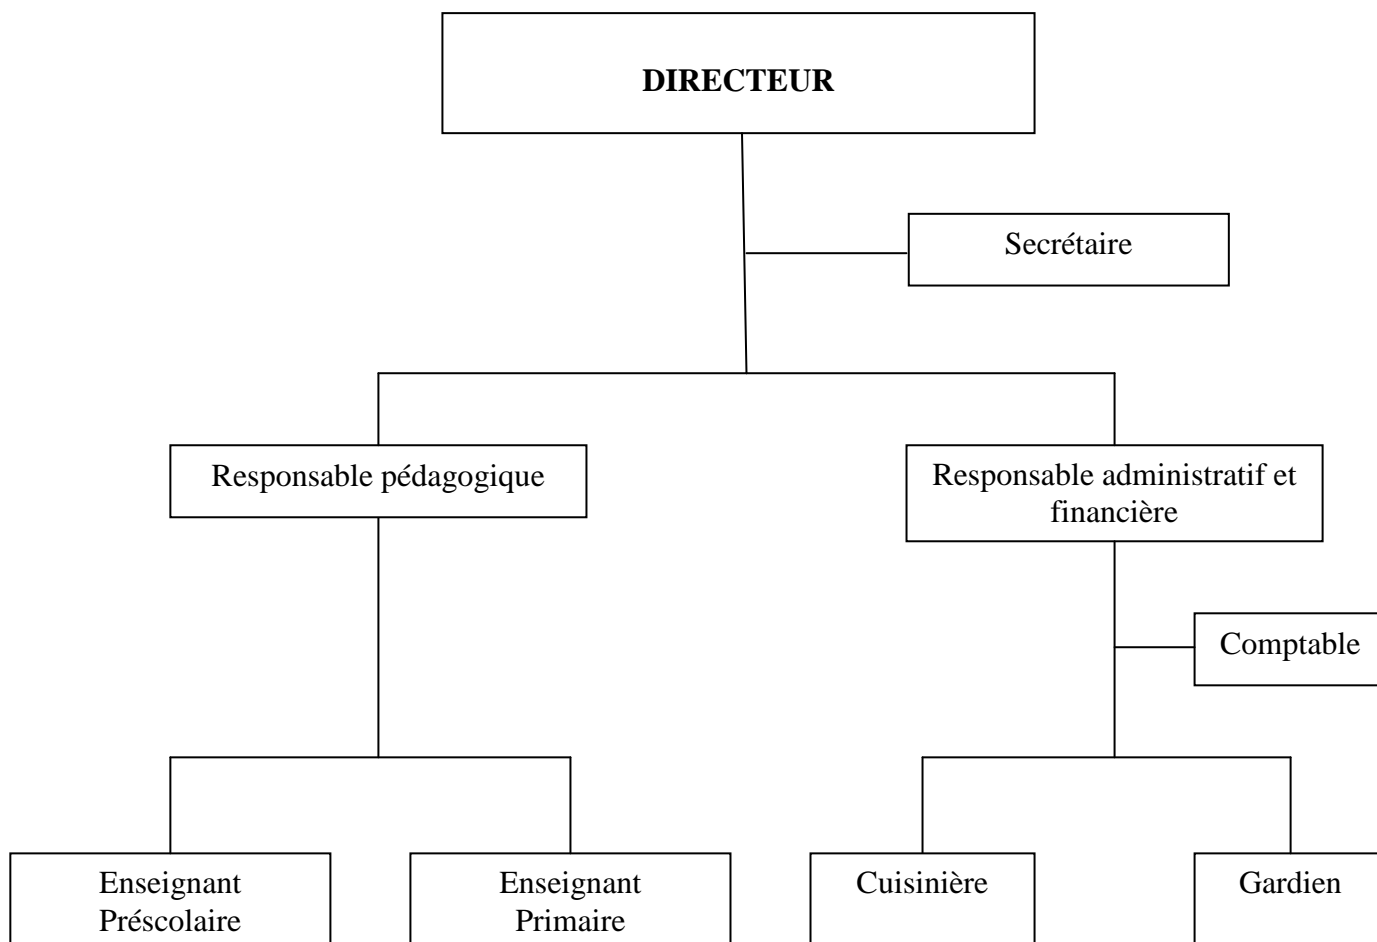 DIRECTEUR
Secrétaire
Responsable pédagogique
Responsable administratif et
financière
Comptable
Enseignant
Préscolaire
Enseignant
Primaire
Cuisinière
Gardien